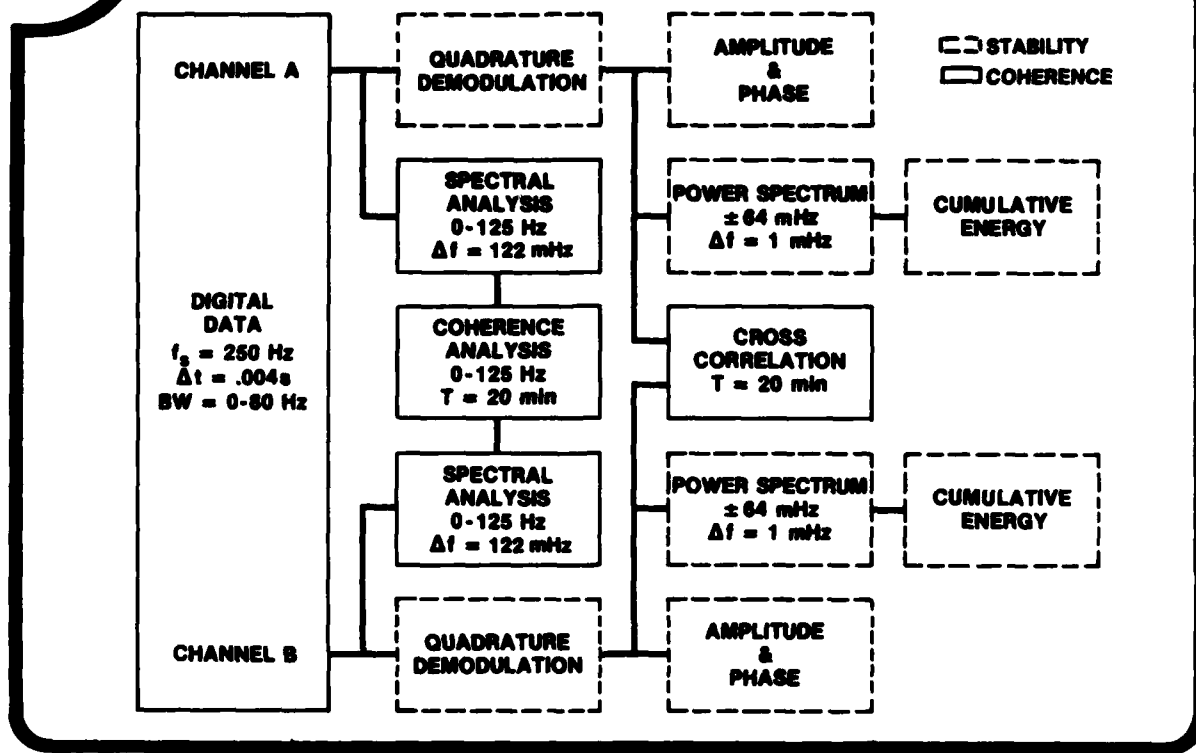 CHANNEL A
DIGITAL
DATA
fs = 250 Hz
Δt = .004s
BW = 0-80 Hz
CHANNEL B
QUADRATURE
DEMODULATION
SPECTRAL
ANALYSIS
0-125 Hz
Δf = 122 mHz
COHERENCE
ANALYSIS
0-125 Hz
T = 20 min
SPECTRAL
ANALYSIS
0-125 Hz
Δf = 122 mHz
QUADRATURE
DEMODULATION
AMPLITUDE
&
PHASE
POWER SPECTRUM
± 64 mHz
Δf = 1 mHz
CROSS
CORRELATION
T = 20 min
POWER SPECTRUM
± 64 mHz
Δf = 1 mHz
AMPLITUDE
&
PHASE
STABILITY
COHERENCE
CUMULATIVE
ENERGY
CUMULATIVE
ENERGY